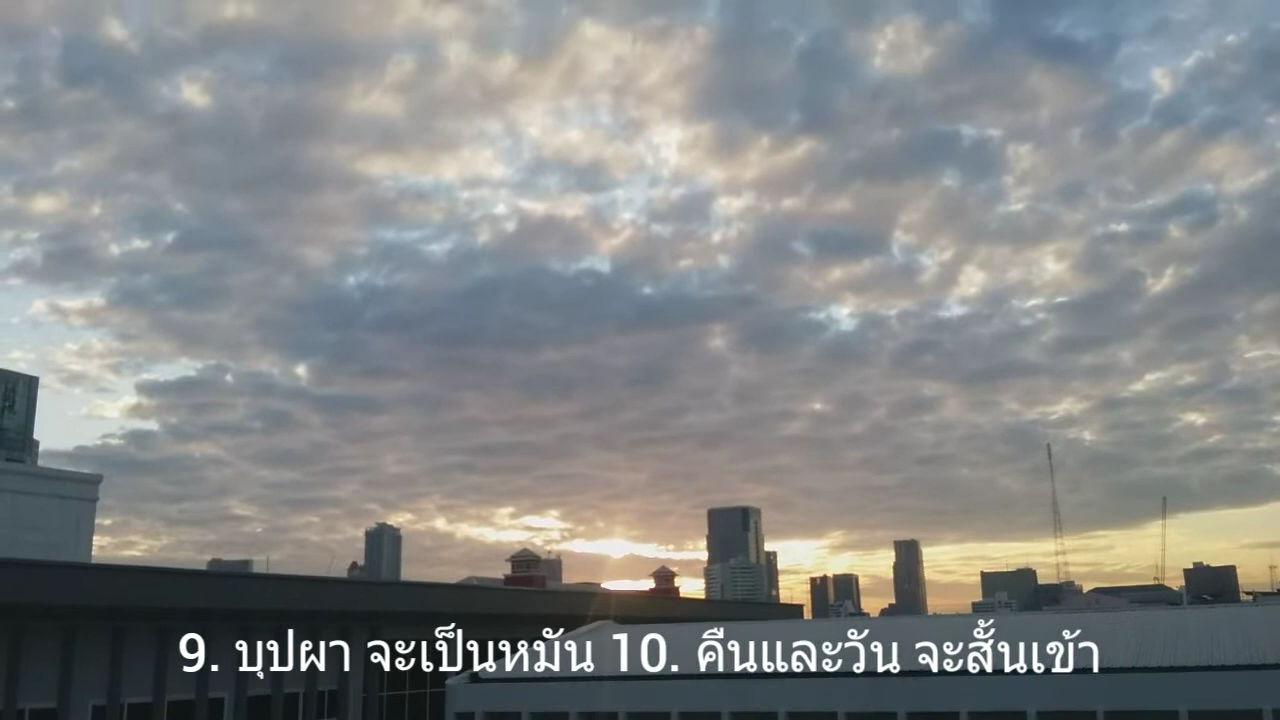 9. บุปผา จะเป็นหมัน 10. คืนและวัน จะสั้นเข้า